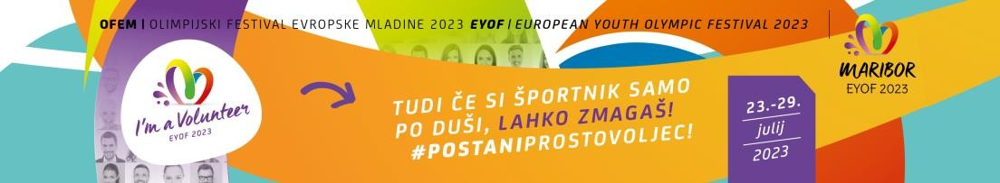 OFEM | OLIMPIJSKI FESTIVAL EVROPSKE MLADINE 2023 EYOF | EUROPEAN YOUTH OLYMPIC FESTIVAL 2023
I'm a Volunteer
EYOF 2023
TUDI ČE SI ŠPORTNIK SAMO
PO DUŠI, LAHKO ZMAGAŠ!
#POSTANIPROSTOVOLJEC!
23.-29.
julij
2023
MARIBOR
EYOF 2023